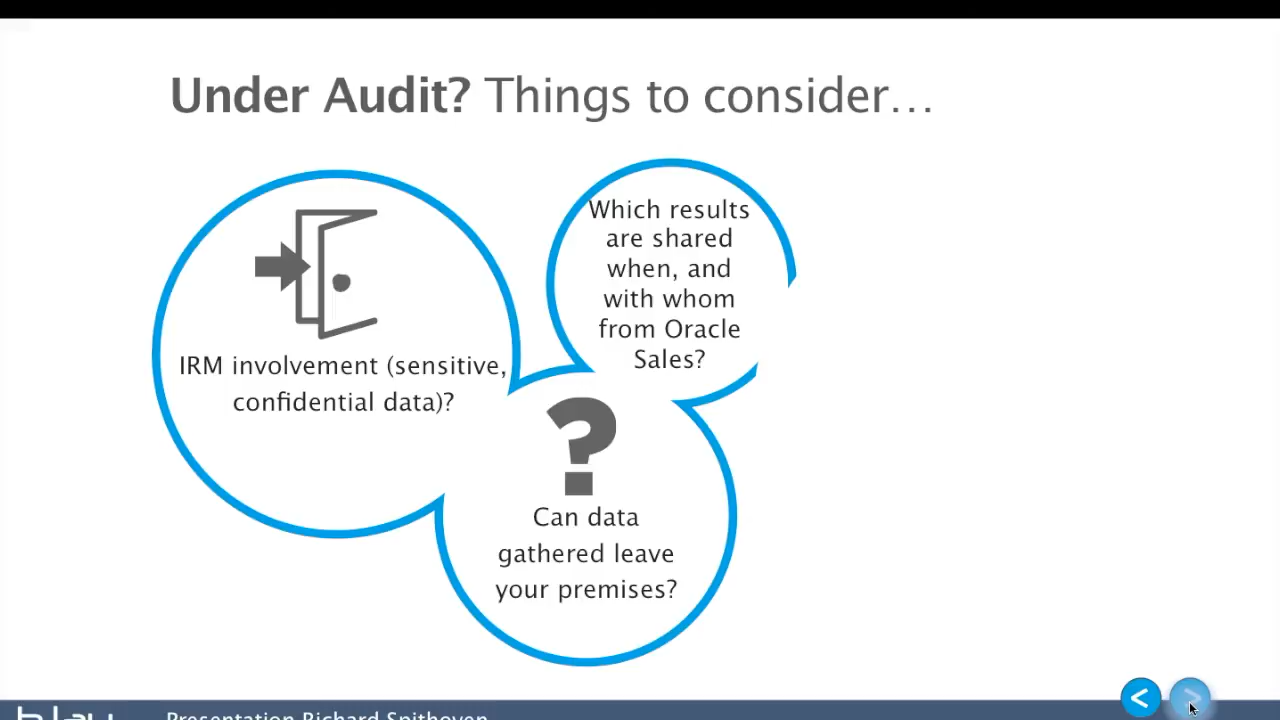 Under Audit? Things to consider...
IRM involvement (sensitive,
confidential data)?
Which results
are shared
when, and
with whom
from Oracle
Sales?
Can data
gathered leave
your premises?
Presentation Richard Spithoven